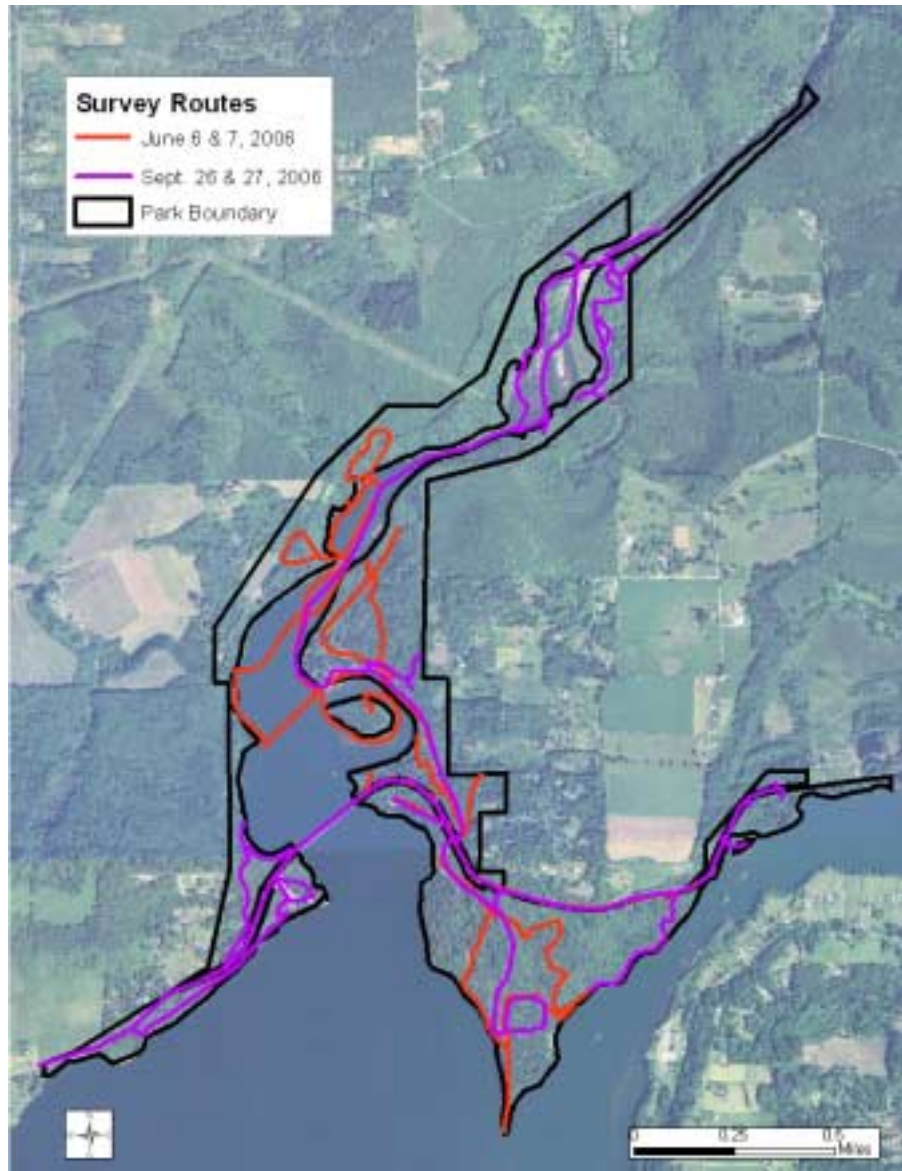 Survey Routes
June 6 & 7, 2006
Sept. 26 & 27, 2006
Park Boundary
0 0.25 0.5
Miles